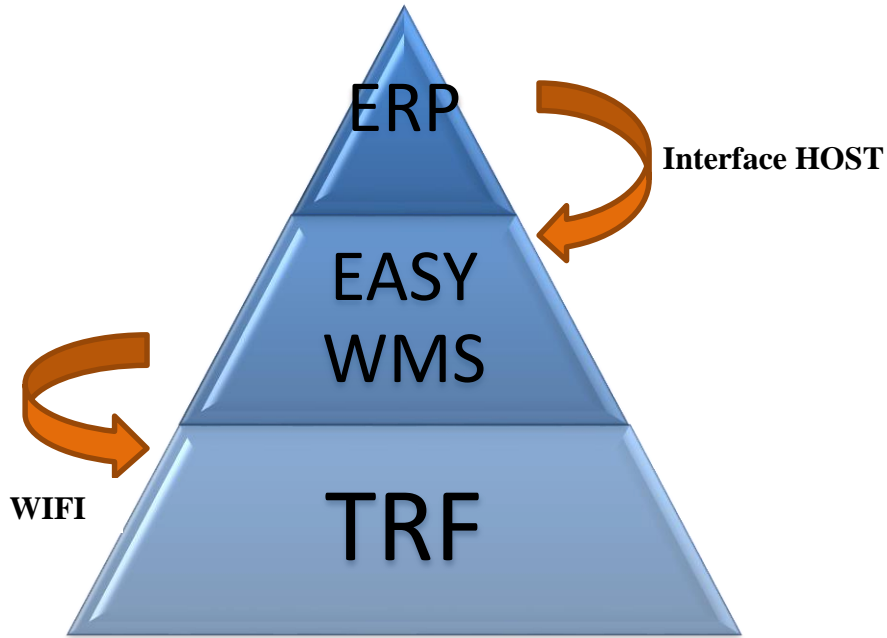 ERP
Interface HOST
EASY
WMS
WIFI
TRF